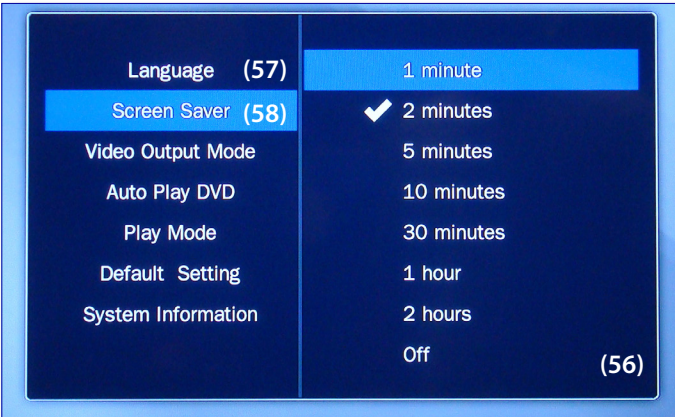 Language (57)
Screen Saver (58)
Video Output Mode
Auto Play DVD
Play Mode
Default Setting
System Information
1 minute
2 minutes
5 minutes
10 minutes
30 minutes
1 hour
2 hours
Off
(56)